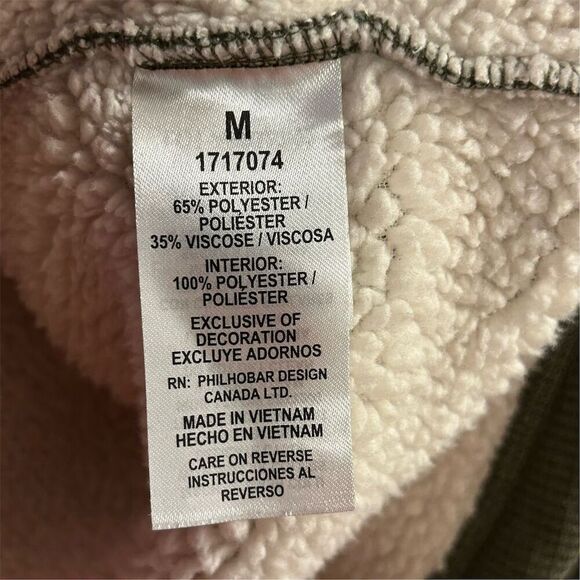 M
1717074
EXTERIOR:
65% POLYESTER /
POLIÉSTER
35% VISCOSE / VISCOSA
INTERIOR:
100% POLYESTER /
POLIÉSTER
EXCLUSIVE OF
DECORATION
EXCLUYE ADORNOS
RN: PHILHOBAR DESIGN
CANADA LTD.
MADE IN VIETNAM
HECHO EN VIETNAM
CARE ON REVERSE
INSTRUCCIONES AL
REVERSO